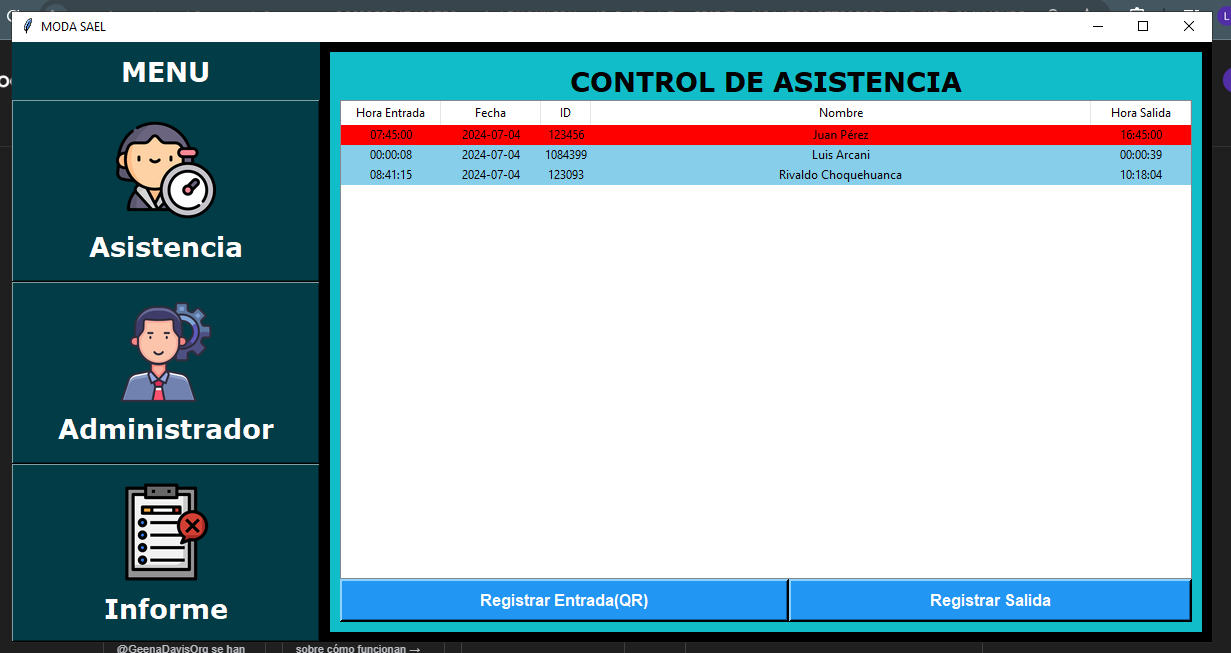 MODA SAEL
MENU
Asistencia
Administrador
Informe
CONTROL DE ASISTENCIA
Hora Entrada Fecha ID Nombre Hora Salida
07:45:00 2024-07-04 123456 Juan Pérez 16:45:00
00:00:08 2024-07-04 1084399 Luis Arcani 00:00:39
08:41:15 2024-07-04 123093 Rivaldo Choquehuanca 10:18:04
Registrar Entrada(QR) Registrar Salida
@GeenaDavisOrg se han sobre cómo funcionan →